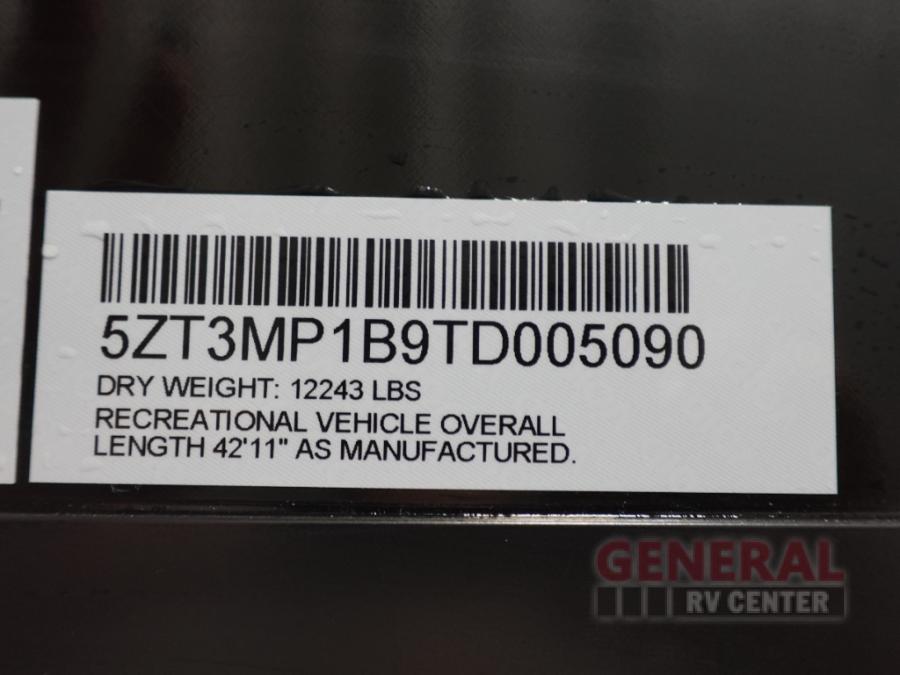 5ZT3MP1B9TD005090
DRY WEIGHT: 12243 LBS
RECREATIONAL VEHICLE OVERALL
LENGTH 42'11" AS MANUFACTURED.
GENERAL
RV CENTER